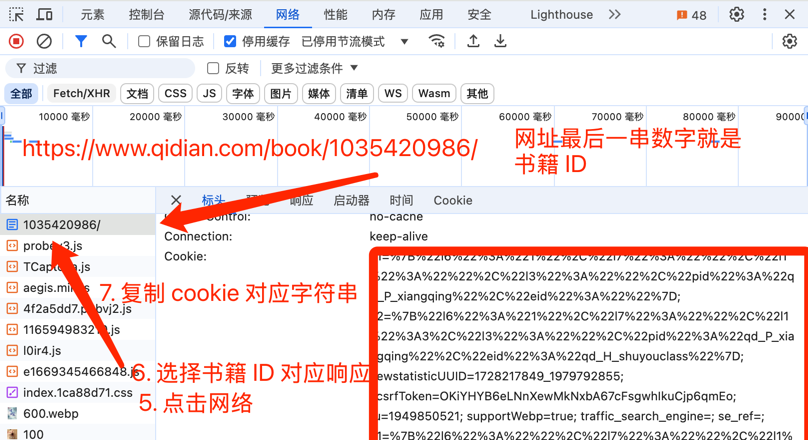 元素 控制台 源代码/来源 网络 性能 内存 应用 安全 Lighthouse 48
保留日志 停用缓存 已停用节流模式
过滤 反转 更多过滤条件
全部 Fetch/XHR 文档 CSS JS 字体 图片 媒体 清单 WS Wasm 其他
10000 毫秒 20000 毫秒 30000 毫秒 40000 毫秒 50000 毫秒 60000 毫秒 70000 毫秒 80000 毫秒 90000
https://www.qidian.com/book/1035420986/
网址最后一串数字就是
书籍 ID
名称 标头 响应 启动器 时间 Cookie
Control: no-cache
Connection: keep-alive
Cookie:
1035420986/
TCaptcha.js
aegis.min.js
4f2a5dd7.
bvj2.js
l0ir4.js
e1669345466848.js
index.1ca88d71.css
600.webp
100
7. 复制 cookie 对应字符串
6. 选择书籍 ID 对应响应
5. 点击网络
1=%7B%22l6%22%3A%221%22%2C%22l7%22%3A%22%22%2C%22l1
%22%3A%22%22%2C%22l3%22%3A%22%22%2C%22pid%22%3A%22q
_P_xiangqing%22%2C%22eid%22%3A%22%22%7D;
2=%7B%22l6%22%3A%221%22%2C%22l7%22%3A%22%22%2C%22l1
%22%3A3%2C%22l3%22%3A%22%22%2C%22pid%22%3A%22qd_P_xia
gqing%22%2C%22eid%22%3A%22qd_H_shuyouclass%22%7D;
ewstatisticUUID=1728217849_1979792855;
csrfToken=OKiYHYB6eLNnXewMkNxbA67cFsgwhIkuCjp6qmEo;
u=1949850521; supportWebp=true; traffic_search_engine=; se_ref=;
1=%7B%22l6%22%3A%22%22%2C%22l7%22%3A%22%22%2C%22l1%